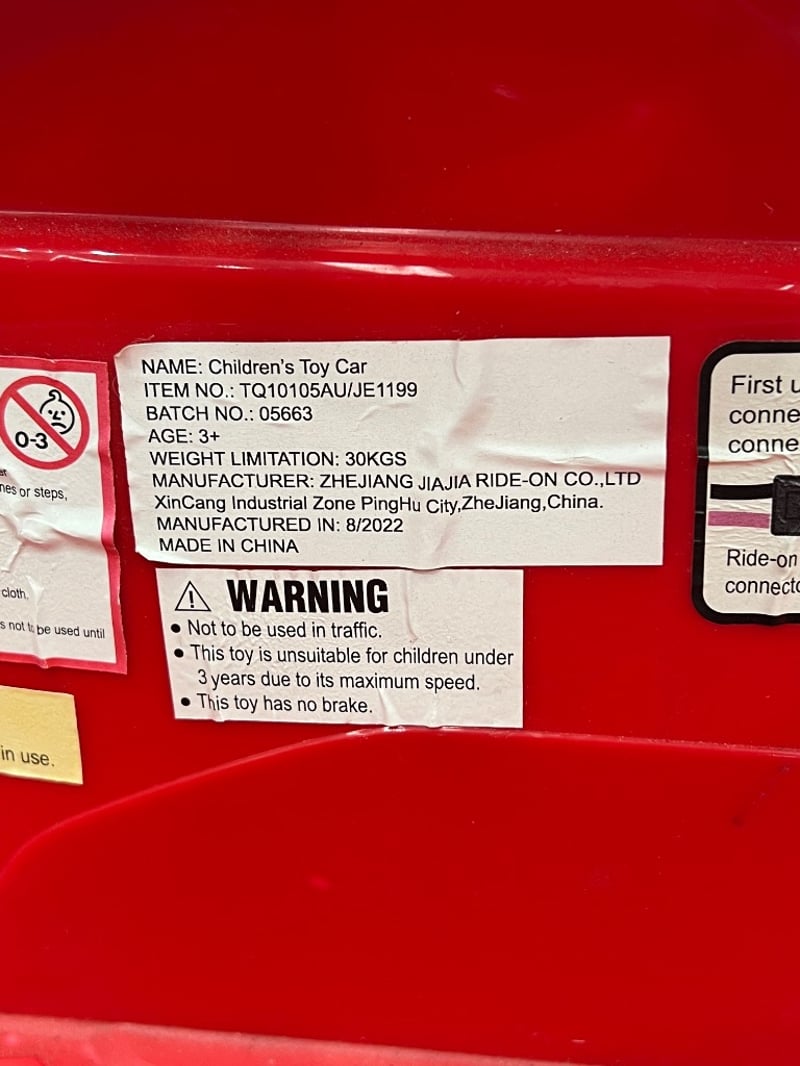 NAME: Children's Toy Car
ITEM NO.: TQ10105AU/JE1199
BATCH NO.: 05663
AGE: 3+
WEIGHT LIMITATION: 30KGS
MANUFACTURER: ZHEJIANG JIAJIA RIDE-ON CO.,LTD
XinCang Industrial Zone PingHu City,ZheJiang,China.
MANUFACTURED IN: 8/2022
MADE IN CHINA
WARNING
• Not to be used in traffic.
• This toy is unsuitable for children under
3 years due to its maximum speed.
• This toy has no brake.
0-3
or steps,
cloth.
not to be used until
in use.
First
Ride-on